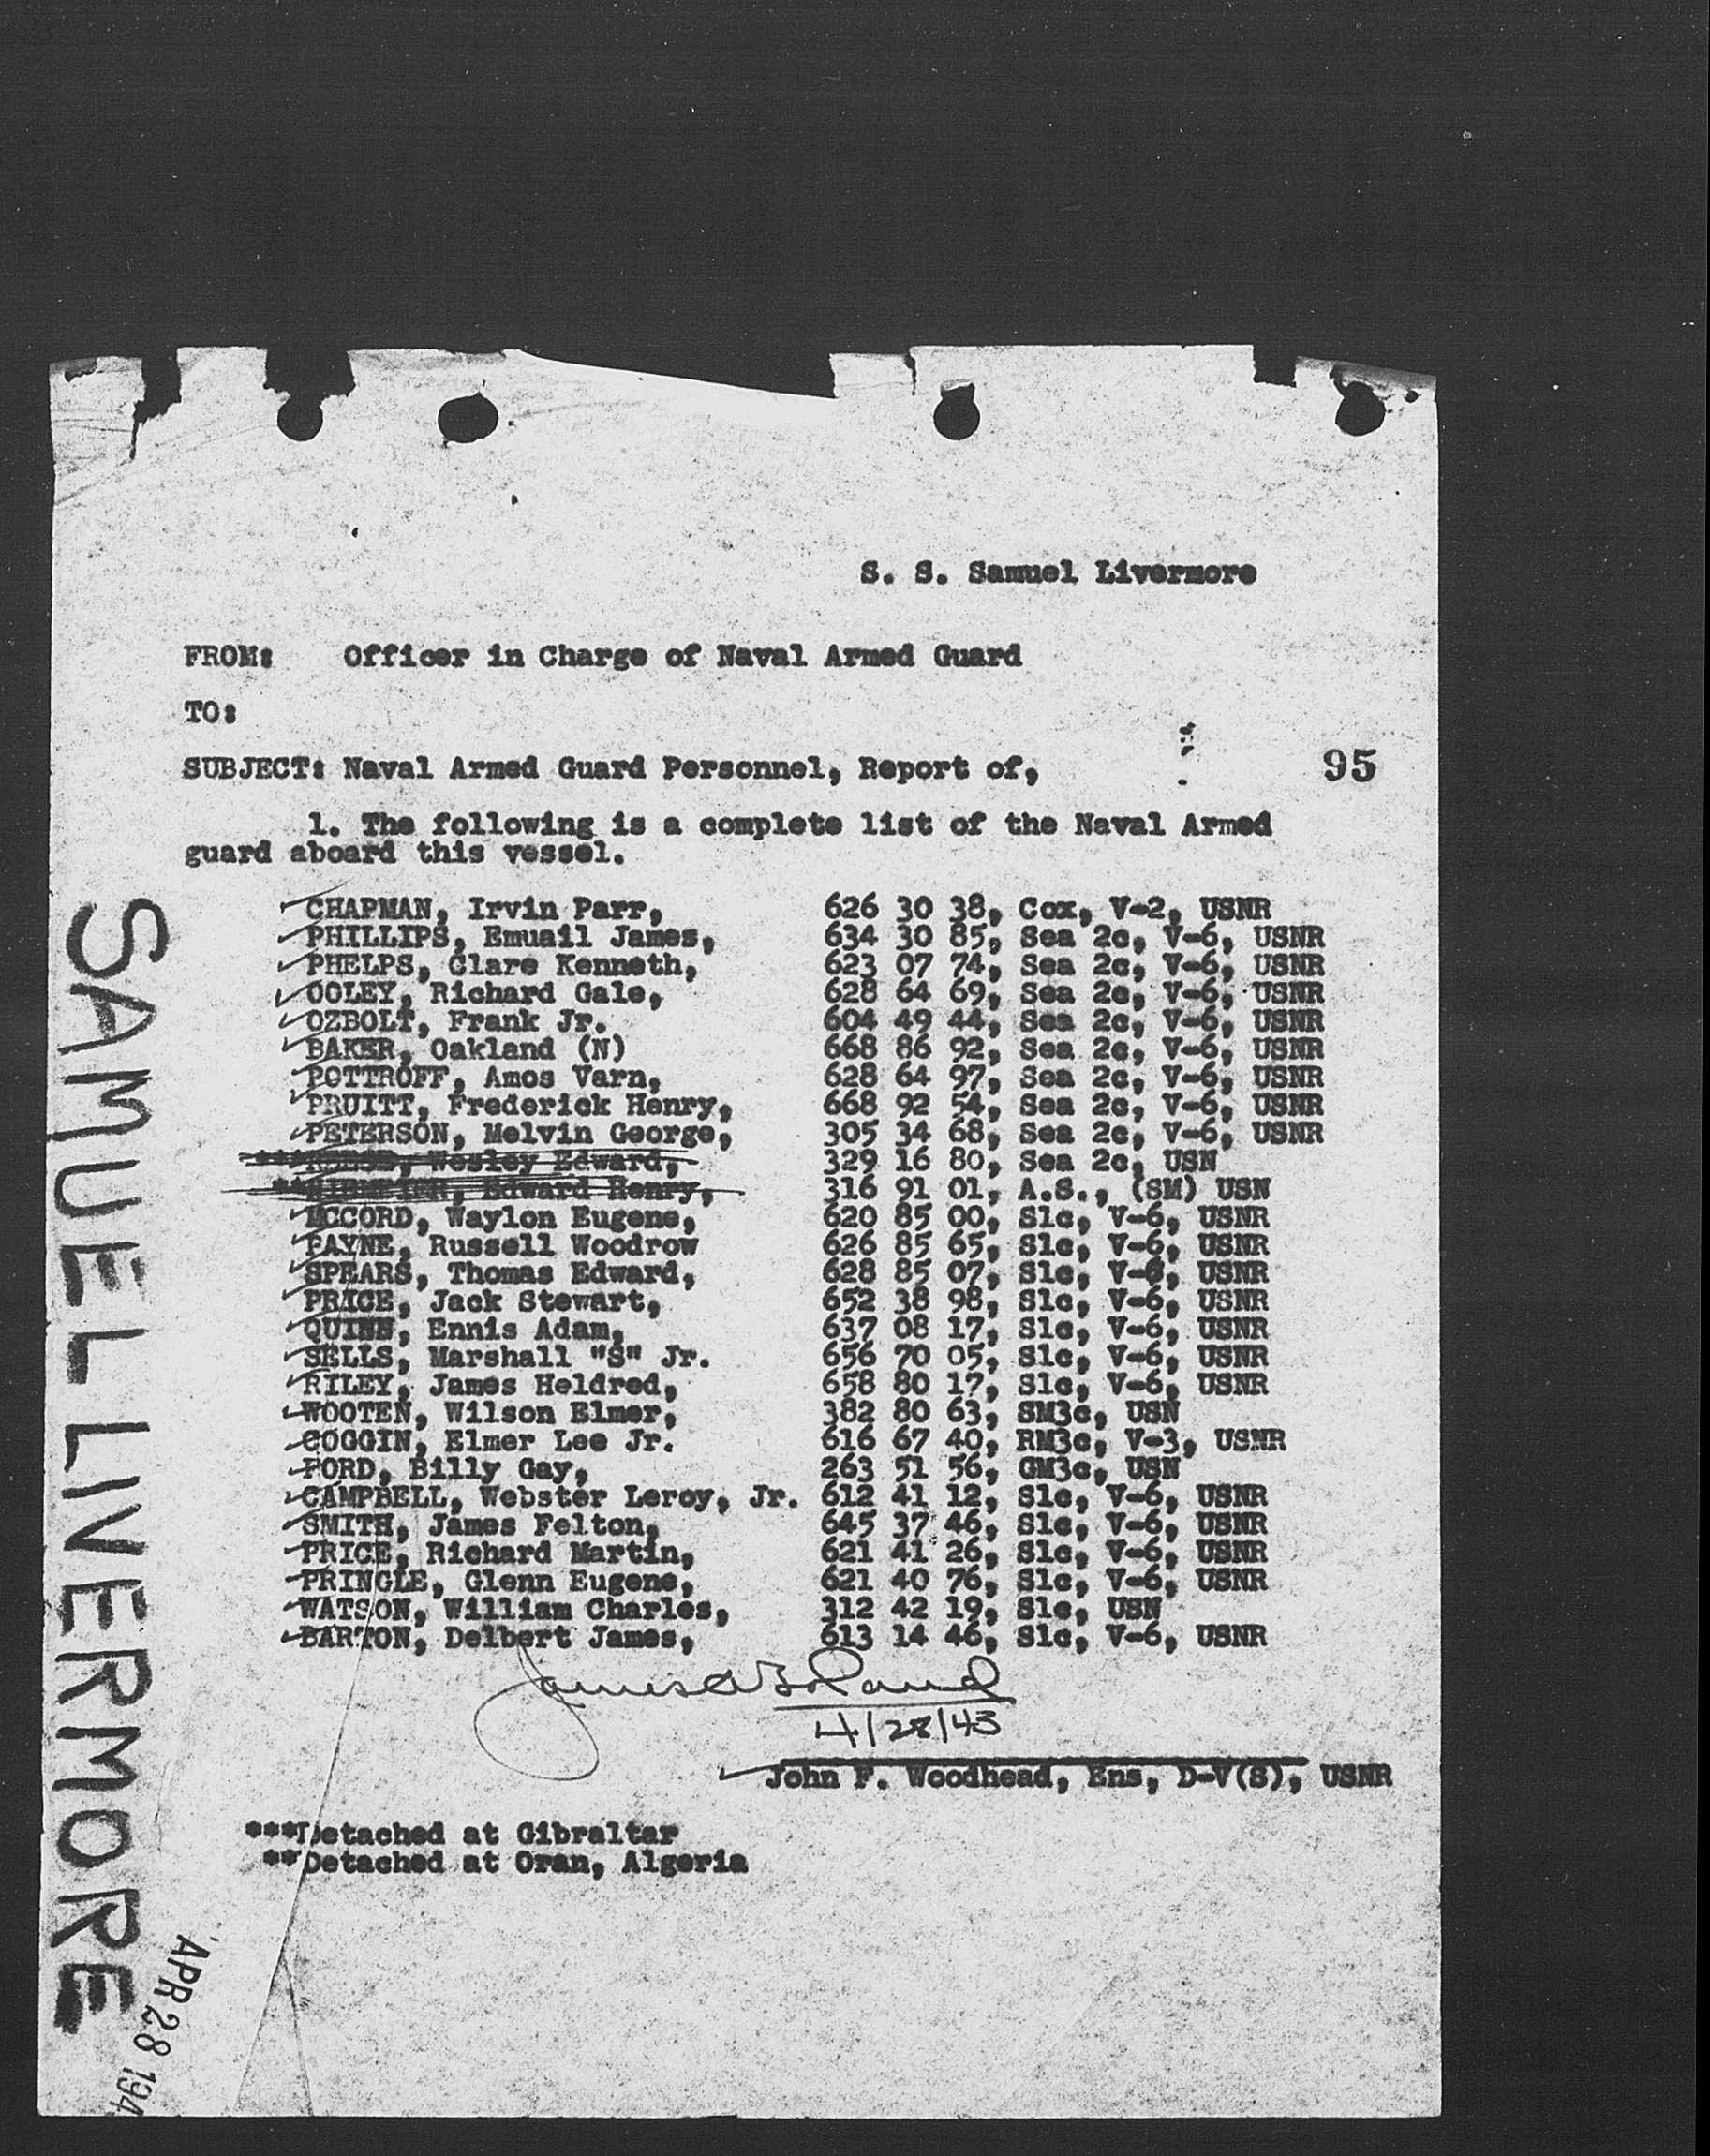 S. S. Samuel Livermore
FROM: Officer in Charge of Naval Armed Guard
TO:
SUBJECT: Naval Armed Guard Personnel, Report of,
95
1. The following is a complete list of the Naval Armed
guard aboard this vessel.
CHAPMAN, Irvin Parr, 626 30 38, Cox, V-2, USNR
PHILLIPS, Emuail James, 634 30 85, Sea 2c, V-6, USNR
PHELPS, Clare Kenneth, 623 07 74, Sea 2c, V-6, USNR
OOLEY, Richard Gale, 628 64 69, Sea 2c, V-6, USNR
OZBOLT, Frank Jr. 604 49 44, Sea 2c, V-6, USNR
BAKER, Oakland (N) 668 86 92, Sea 2c, V-6, USNR
POTTROFF, Amos Varn, 628 64 97, Sea 2c, V-6, USNR
PRUITT, Frederick Henry, 668 92 54, Sea 2c, V-6, USNR
PETERSON, Melvin George, 305 34 68, Sea 2c, V-6, USNR
*** Wesley Edward, 329 16 80, Sea 2c, USN
** Edward Henry, 316 91 01, A.S., (SM) USN
MCCORD, Waylon Eugene, 620 85 00, S1c, V-6, USNR
PAYNE, Russell Woodrow 626 85 65, S1c, V-6, USNR
SPEARS, Thomas Edward, 628 85 07, S1c, V-6, USNR
PRICE, Jack Stewart, 652 38 98, S1c, V-6, USNR
QUINN, Ennis Adam, 637 08 17, S1c, V-6, USNR
SELLS, Marshall "S" Jr. 656 70 05, S1c, V-6, USNR
RILEY, James Heldred, 658 80 17, S1c, V-6, USNR
WOOTEN, Wilson Elmer, 382 80 63, SM3c, USN
COGGIN, Elmer Lee Jr. 616 67 40, RM3c, V-3, USNR
FORD, Billy Gay, 263 51 56, GM3c, USN
CAMPBELL, Webster Leroy, Jr. 612 41 12, S1c, V-6, USNR
SMITH, James Felton, 645 37 46, S1c, V-6, USNR
PRICE, Richard Martin, 621 41 26, S1c, V-6, USNR
PRINGLE, Glenn Eugene, 621 40 76, S1c, V-6, USNR
WATSON, William Charles, 312 42 19, S1c, USN
BARTON, Delbert James, 613 14 46, S1c, V-6, USNR
4/28/43
John F. Woodhead, Ens, D-V(S), USNR
***Detached at Gibraltar
**Detached at Oran, Algeria
SAMUEL LIVERMORE
APR 28 194